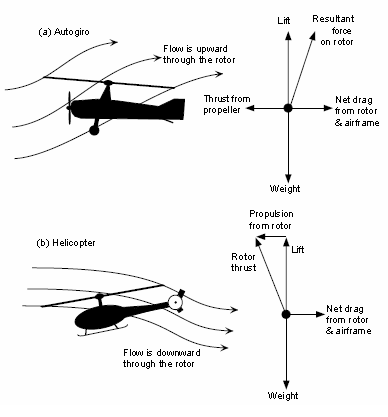 (a) Autogiro
Flow is upward
through the rotor
Lift
Resultant
force
on rotor
Thrust from
propeller
Net drag
from rotor
& airframe
Weight
(b) Helicopter
Flow is downward
through the rotor
Propulsion
from rotor
Rotor
thrust
Lift
Net drag
from rotor
& airframe
Weight